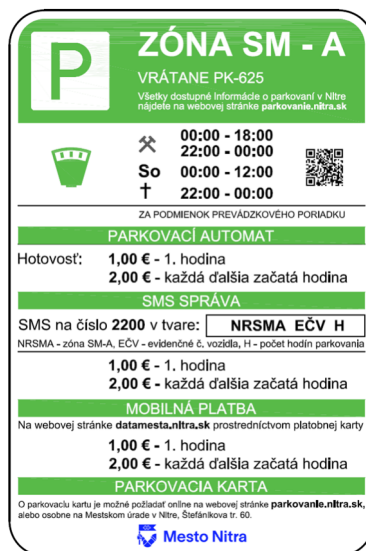 P
ZÓNA SM - A
VRÁTANE PK-625
Všetky dostupné Informácie o parkovaní v Nitre
nájdete na webovej stránke parkovanie.nitra.sk
00:00 - 18:00
22:00 - 00:00
So 00:00 - 12:00
† 22:00 - 00:00
ZA PODMIENOK PREVÁDZKOVÉHO PORIADKU
PARKOVACÍ AUTOMAT
Hotovosť: 1,00 € - 1. hodina
2,00 € - každá ďalšia začatá hodina
SMS SPRÁVA
SMS na číslo 2200 v tvare: NRSMA EČV H
NRSMA - zóna SM-A, EČV - evidenčné č. vozidla, H - počet hodín parkovania
1,00 € - 1. hodina
2,00 € - každá ďalšia začatá hodina
MOBILNÁ PLATBA
Na webovej stránke datamesta.nitra.sk prostredníctvom platobnej karty
1,00 € - 1. hodina
2,00 € - každá ďalšia začatá hodina
PARKOVACIA KARTA
O parkovaciu kartu je možné požiadať online na webovej stránke parkovanie.nitra.sk,
alebo osobne na Mestskom úrade v Nitre, Štefánikova tr. 60.
Mesto Nitra